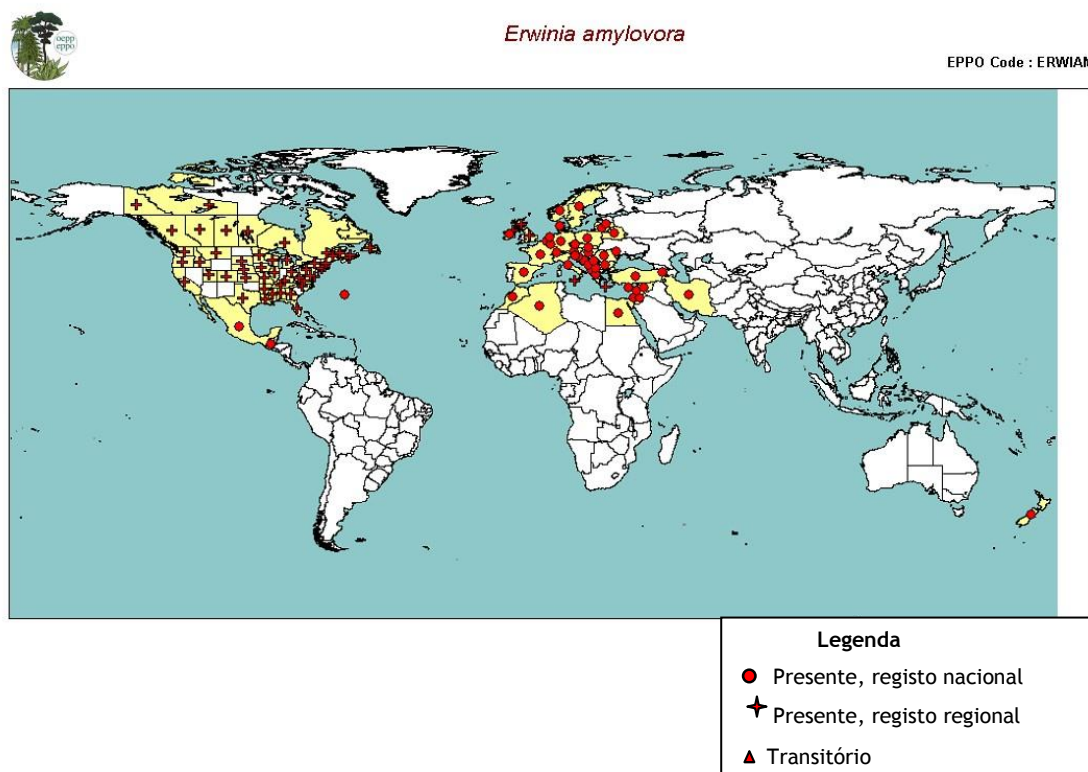 oepp
eppo
Erwinia amylovora
EPPO Code : ERWIAM
Legenda
Presente, registo nacional
Presente, registo regional
Transitório